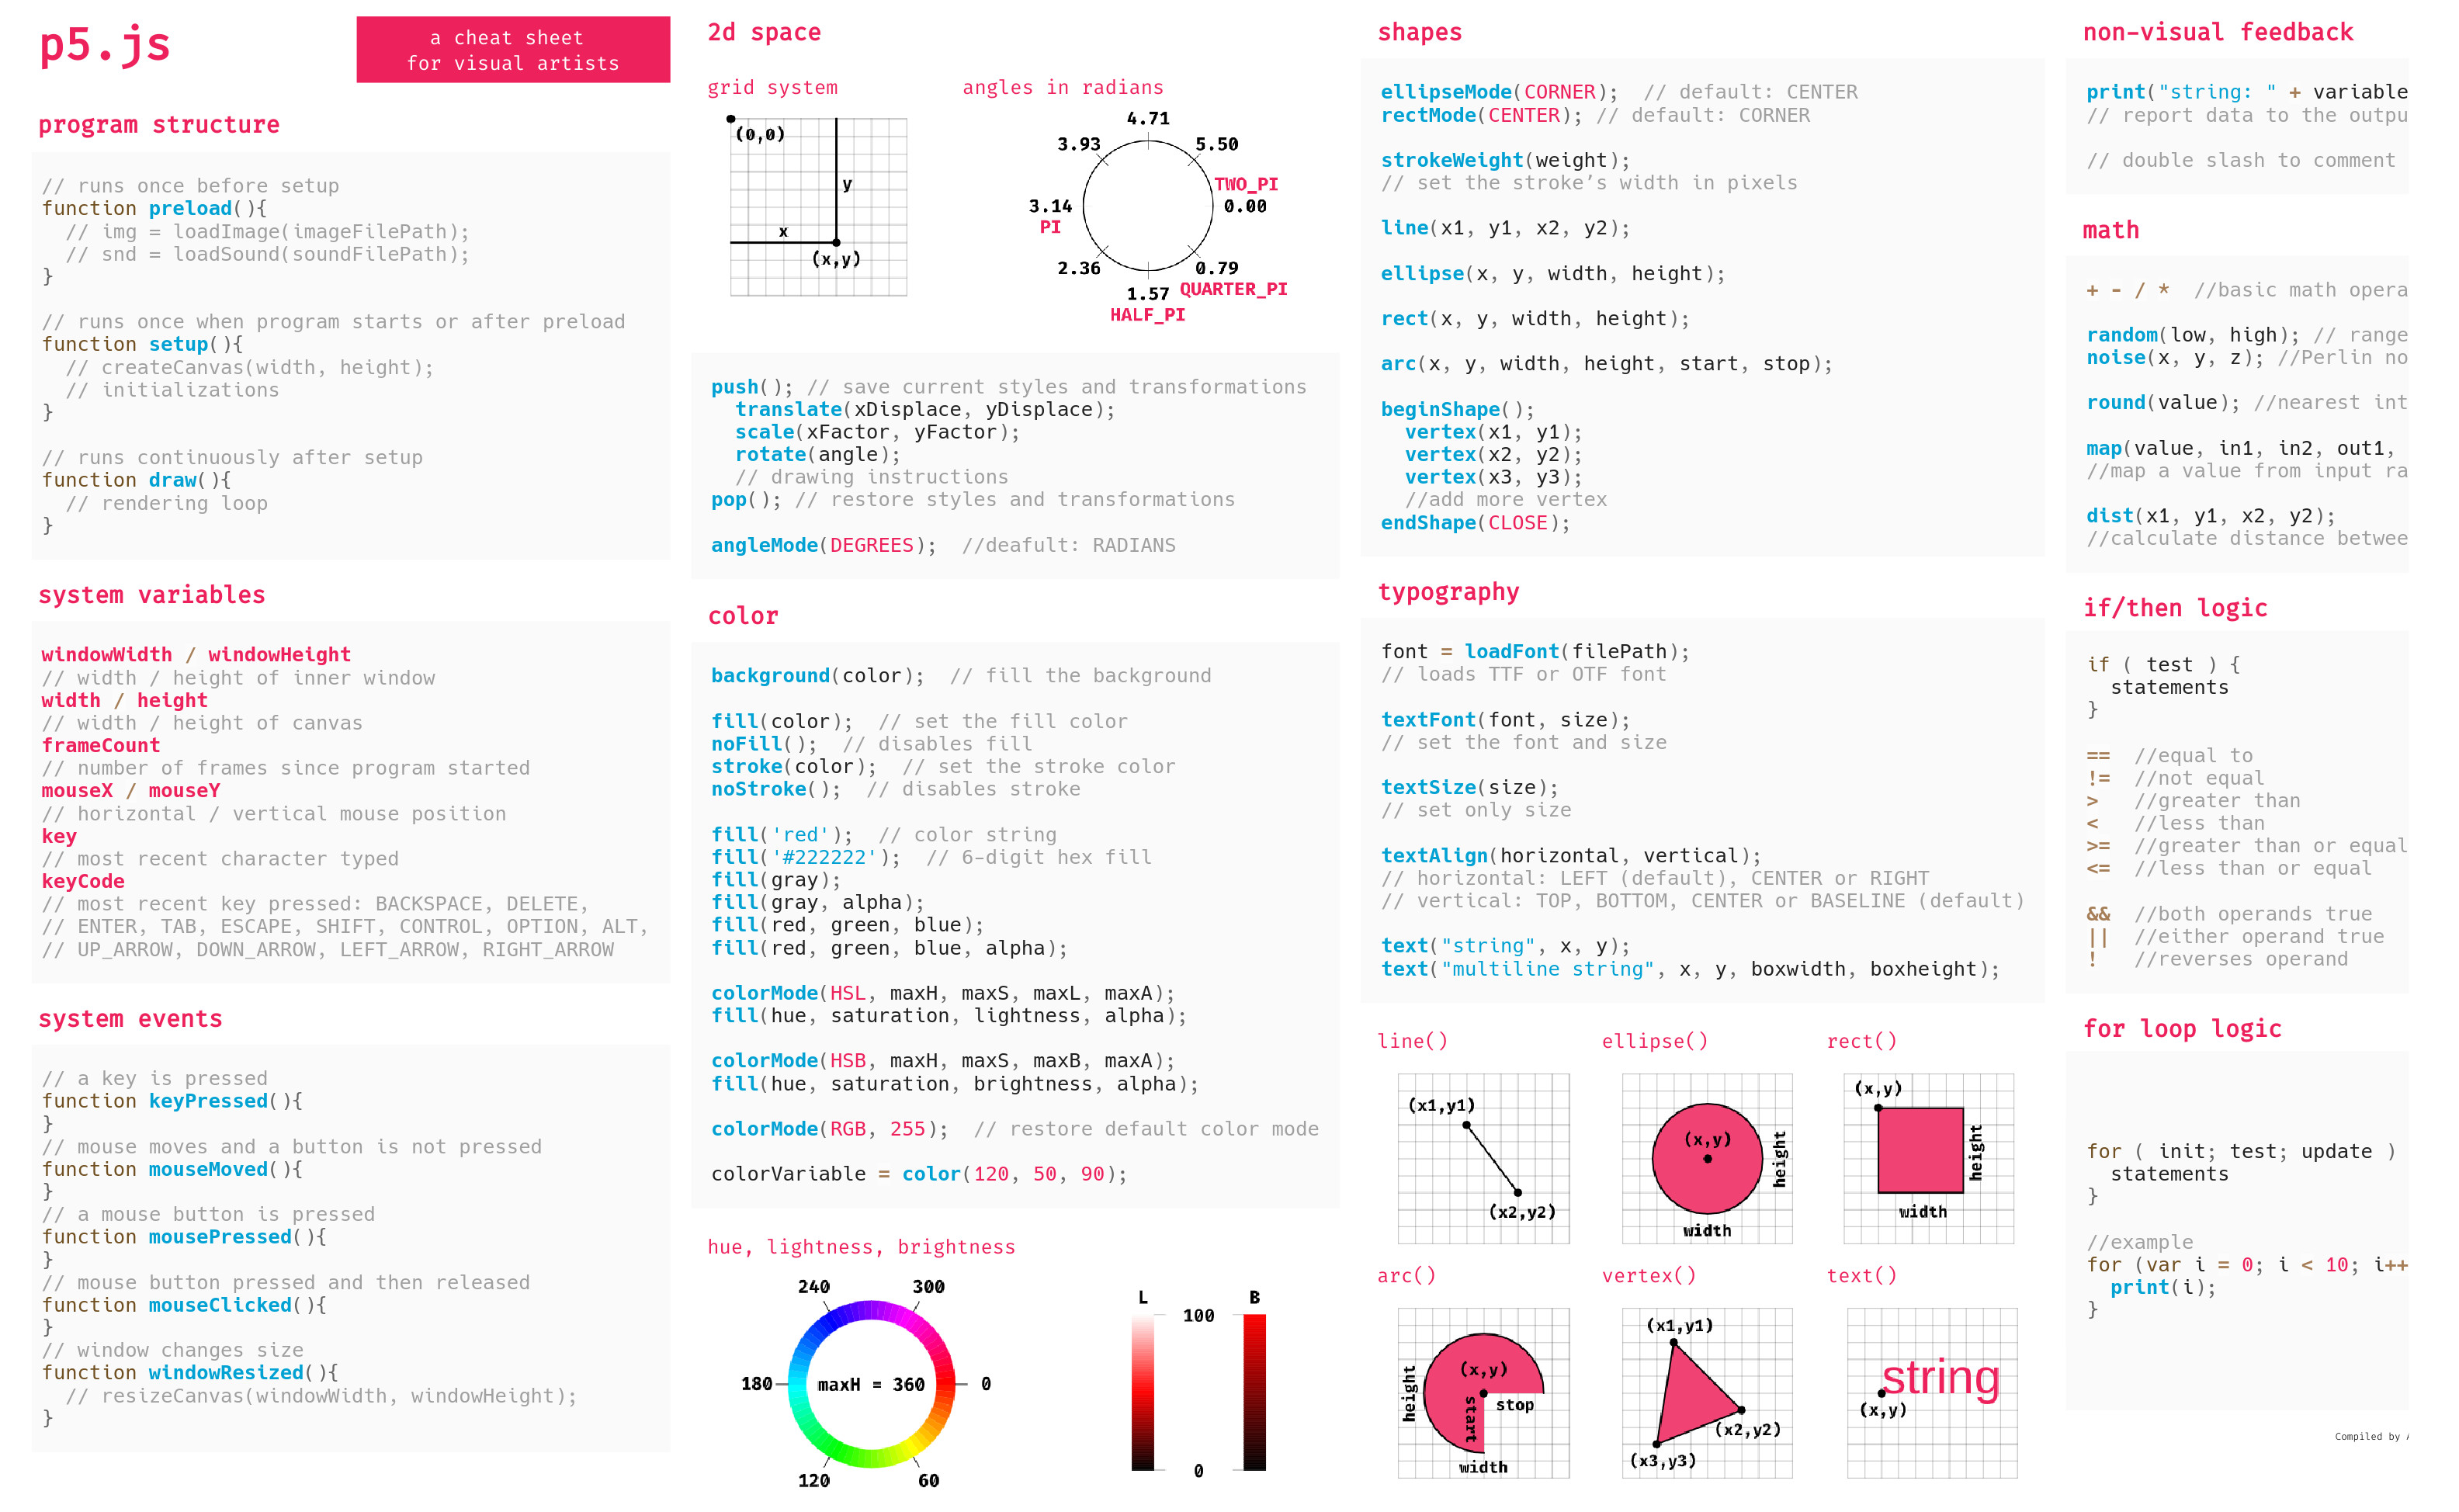 p5.js
a cheat sheet
for visual artists
program structure
// runs once before setup
function preload(){
// img = loadImage(imageFilePath);
// snd = loadSound(soundFilePath);
}
// runs once when program starts or after preload
function setup(){
// createCanvas(width, height);
// initializations
}
// runs continuously after setup
function draw(){
// rendering loop
}
system variables
windowWidth / windowHeight
// width / height of inner window
width / height
// width / height of canvas
frameCount
// number of frames since program started
mouseX / mouseY
// horizontal / vertical mouse position
key
// most recent character typed
keyCode
// most recent key pressed: BACKSPACE, DELETE,
// ENTER, TAB, ESCAPE, SHIFT, CONTROL, OPTION, ALT,
// UP_ARROW, DOWN_ARROW, LEFT_ARROW, RIGHT_ARROW
system events
// a key is pressed
function keyPressed(){
}
// mouse moves and a button is not pressed
function mouseMoved(){
}
// a mouse button is pressed
function mousePressed(){
}
// mouse button pressed and then released
function mouseClicked(){
}
// window changes size
function windowResized(){
// resizeCanvas(windowWidth, windowHeight);
}
2d space
grid system
(0,0)
y
x
(x,y)
angles in radians
4.71
3.93
5.50
TWO_PI
3.14
0.00
PI
2.36
0.79
1.57
QUARTER_PI
HALF_PI
push(); // save current styles and transformations
translate(xDisplace, yDisplace);
scale(xFactor, yFactor);
rotate(angle);
// drawing instructions
pop(); // restore styles and transformations
angleMode(DEGREES); //deafult: RADIANS
color
background(color); // fill the background
fill(color); // set the fill color
noFill(); // disables fill
stroke(color); // set the stroke color
noStroke(); // disables stroke
fill('red'); // color string
fill('#222222'); // 6-digit hex fill
fill(gray);
fill(gray, alpha);
fill(red, green, blue);
fill(red, green, blue, alpha);
colorMode(HSL, maxH, maxS, maxL, maxA);
fill(hue, saturation, lightness, alpha);
colorMode(HSB, maxH, maxS, maxB, maxA);
fill(hue, saturation, brightness, alpha);
colorMode(RGB, 255); // restore default color mode
colorVariable = color(120, 50, 90);
hue, lightness, brightness
240
300
180
maxH = 360
0
120
60
L
B
100
0
shapes
ellipseMode(CORNER); // default: CENTER
rectMode(CENTER); // default: CORNER
strokeWeight(weight);
// set the stroke’s width in pixels
line(x1, y1, x2, y2);
ellipse(x, y, width, height);
rect(x, y, width, height);
arc(x, y, width, height, start, stop);
beginShape();
vertex(x1, y1);
vertex(x2, y2);
vertex(x3, y3);
//add more vertex
endShape(CLOSE);
typography
font = loadFont(filePath);
// loads TTF or OTF font
textFont(font, size);
// set the font and size
textSize(size);
// set only size
textAlign(horizontal, vertical);
// horizontal: LEFT (default), CENTER or RIGHT
// vertical: TOP, BOTTOM, CENTER or BASELINE (default)
text("string", x, y);
text("multiline string", x, y, boxwidth, boxheight);
line()
(x1,y1)
(x2,y2)
ellipse()
(x,y)
height
width
rect()
(x,y)
height
width
arc()
(x,y)
height
start
stop
width
vertex()
(x1,y1)
(x2,y2)
(x3,y3)
text()
string
(x,y)
non-visual feedback
print("string: " + variable
// report data to the outpu
// double slash to comment
math
+ - / * //basic math opera
random(low, high); // range
noise(x, y, z); //Perlin no
round(value); //nearest int
map(value, in1, in2, out1,
//map a value from input ra
dist(x1, y1, x2, y2);
//calculate distance betwee
if/then logic
if ( test ) {
statements
}
== //equal to
!= //not equal
> //greater than
< //less than
>= //greater than or equal
<= //less than or equal
&& //both operands true
|| //either operand true
! //reverses operand
for loop logic
for ( init; test; update )
statements
}
//example
for (var i = 0; i < 10; i++
print(i);
}
Compiled by